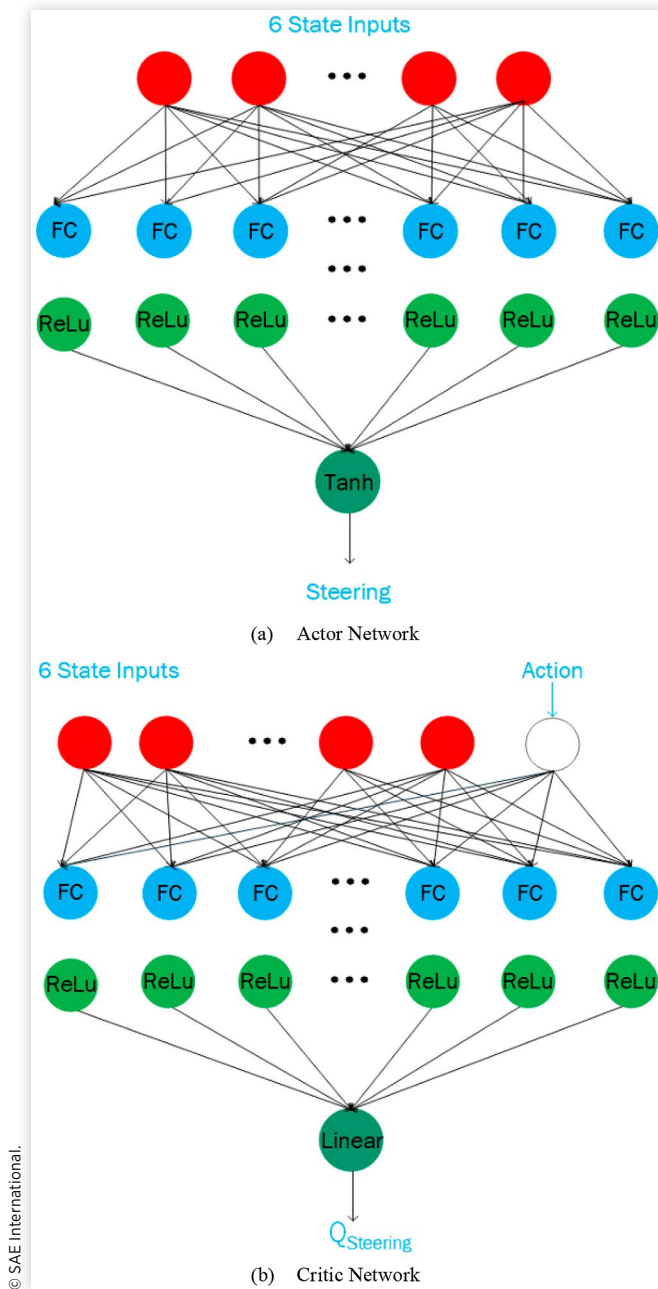 6 State Inputs
FC FC FC FC FC FC
ReLu ReLu ReLu ReLu ReLu ReLu
Tanh
Steering
(a) Actor Network
6 State Inputs Action
FC FC FC FC FC FC
ReLu ReLu ReLu ReLu ReLu ReLu
Linear
QSteering
(b) Critic Network
© SAE International.